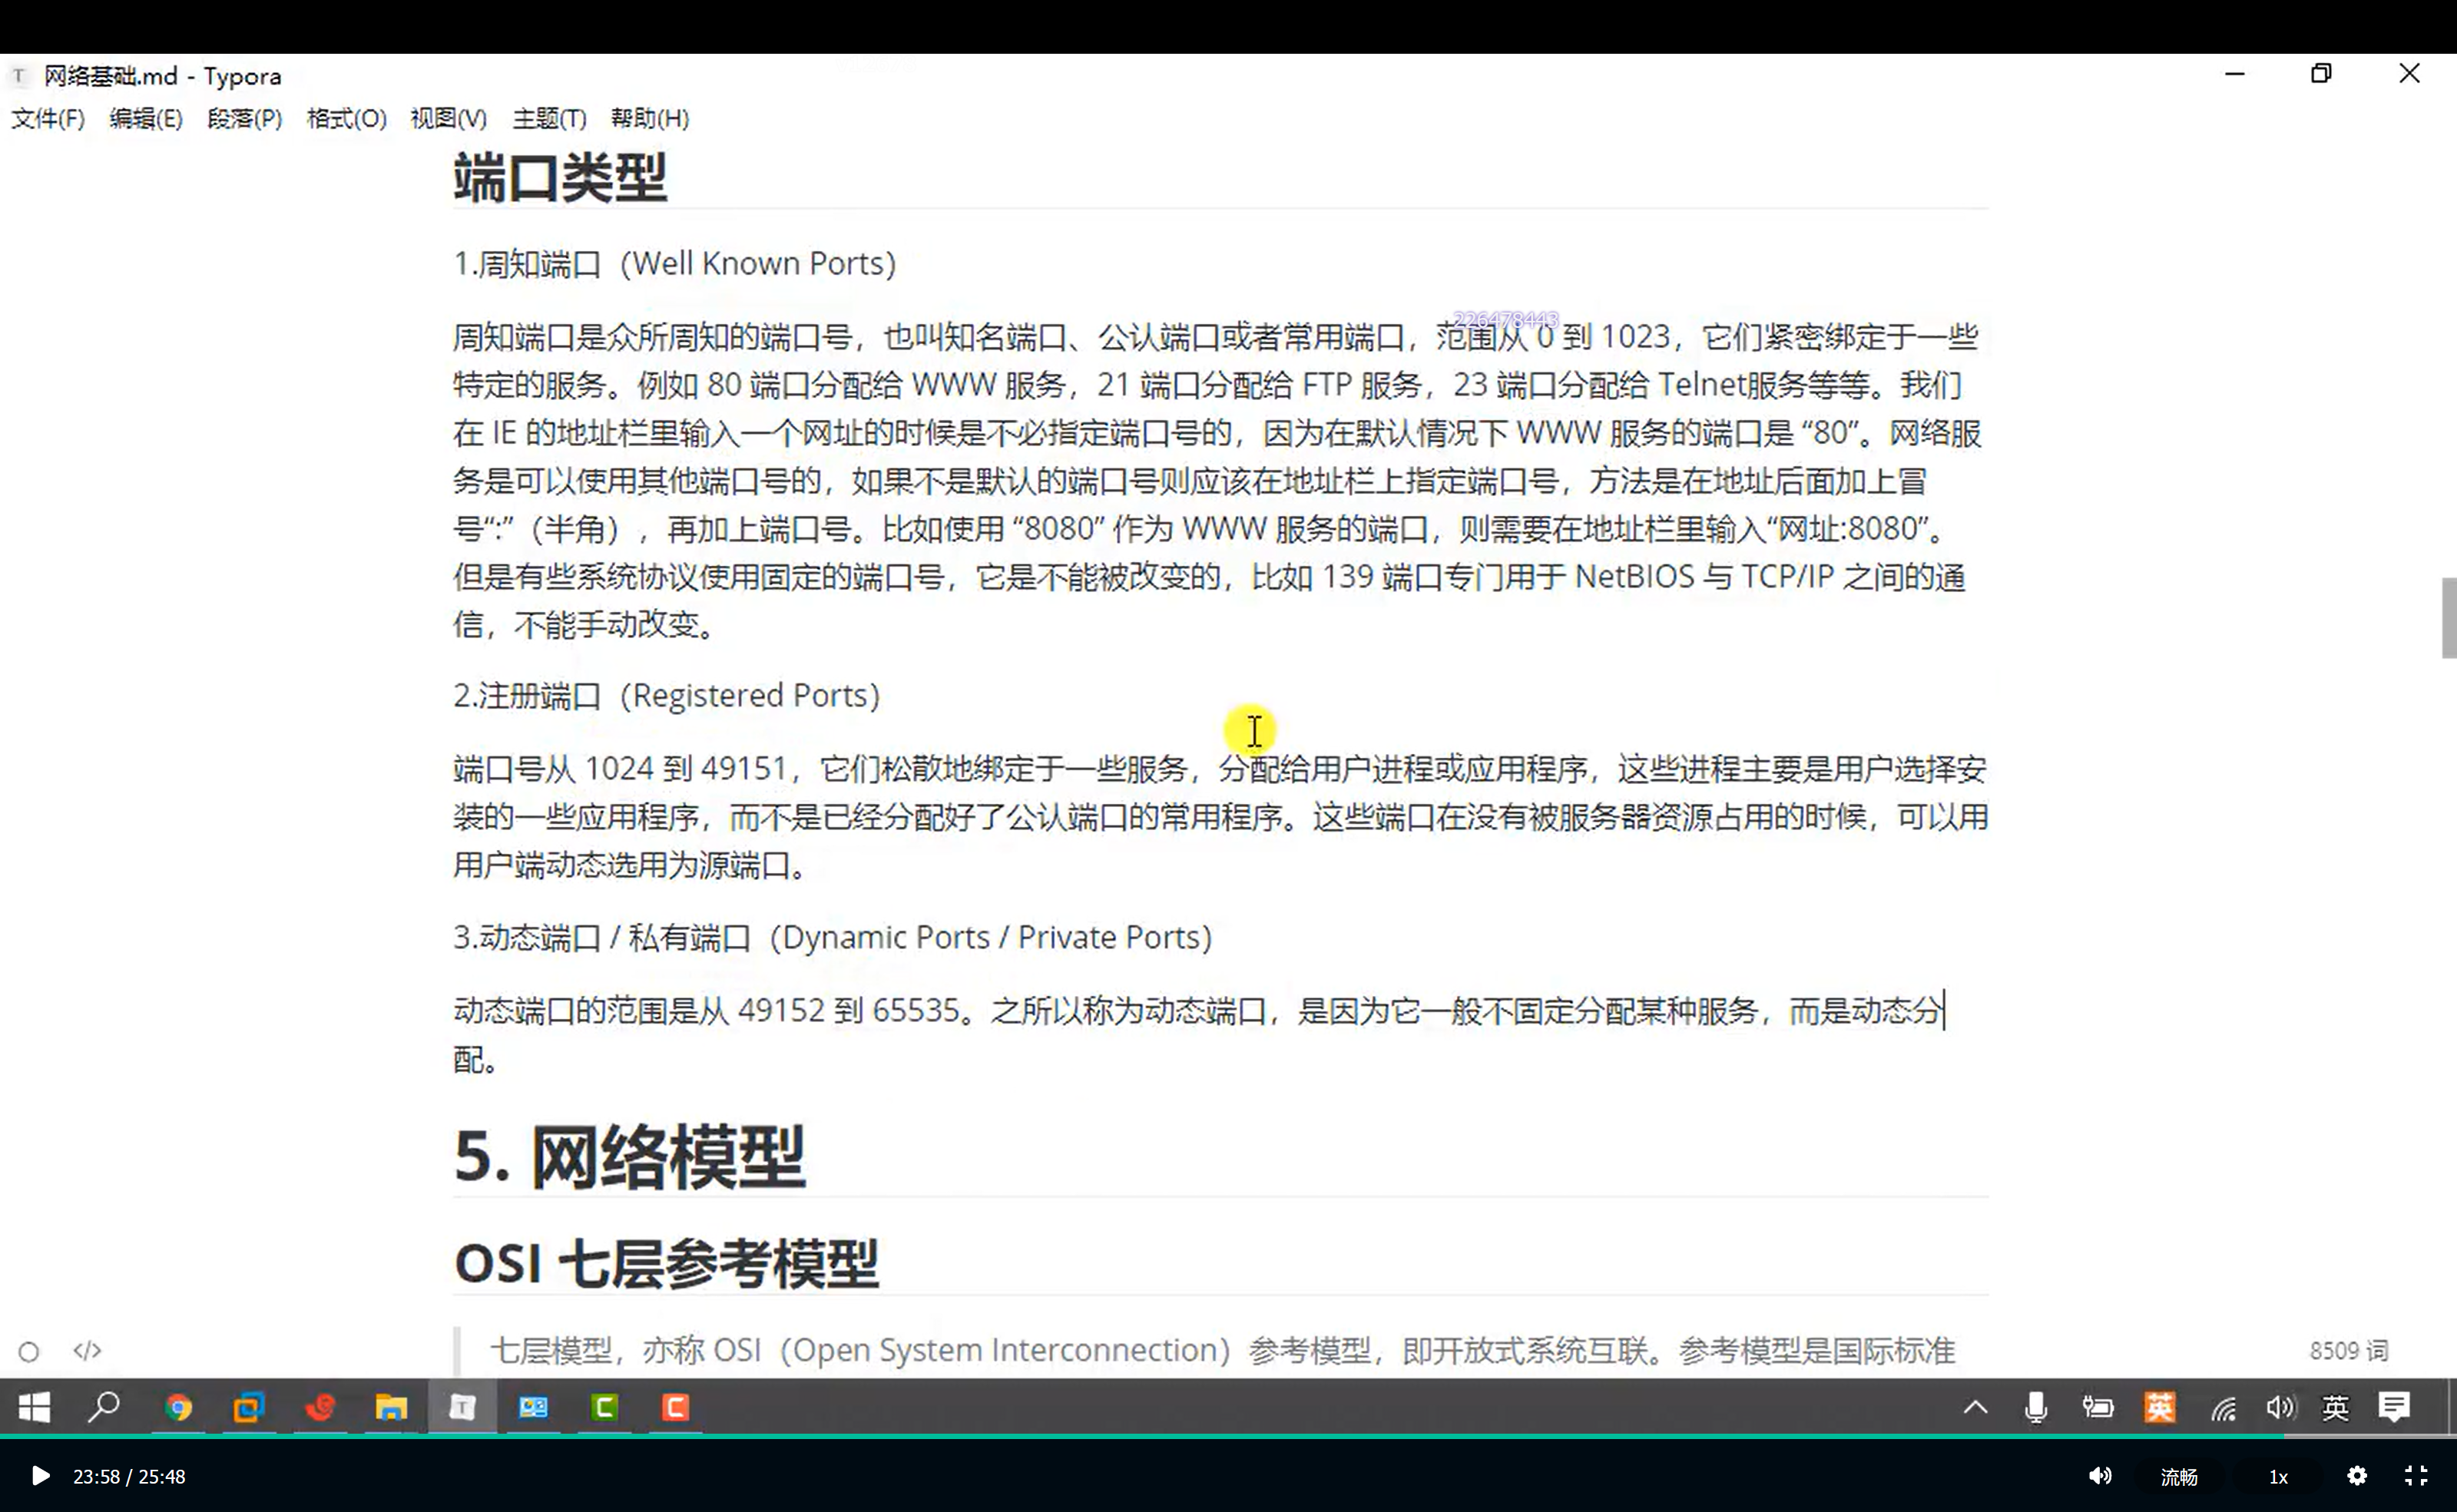 网络基础.md - Typora
文件(F) 编辑(E) 段落(P) 格式(O) 视图(V) 主题(T) 帮助(H)
端口类型
1.周知端口（Well Known Ports）
226478443
周知端口是众所周知的端口号，也叫知名端口、公认端口或者常用端口，范围从 0 到 1023，它们紧密绑定于一些
特定的服务。例如 80 端口分配给 WWW 服务，21 端口分配给 FTP 服务，23 端口分配给 Telnet服务等等。我们
在 IE 的地址栏里输入一个网址的时候是不必指定端口号的，因为在默认情况下 WWW 服务的端口是 “80”。网络服
务是可以使用其他端口号的，如果不是默认的端口号则应该在地址栏上指定端口号，方法是在地址后面加上冒
号“:”（半角），再加上端口号。比如使用 “8080” 作为 WWW 服务的端口，则需要在地址栏里输入“网址:8080”。
但是有些系统协议使用固定的端口号，它是不能被改变的，比如 139 端口专门用于 NetBIOS 与 TCP/IP 之间的通
信，不能手动改变。
2.注册端口（Registered Ports）
端口号从 1024 到 49151，它们松散地绑定于一些服务，分配给用户进程或应用程序，这些进程主要是用户选择安
装的一些应用程序，而不是已经分配好了公认端口的常用程序。这些端口在没有被服务器资源占用的时候，可以用
用户端动态选用为源端口。
3.动态端口 / 私有端口（Dynamic Ports / Private Ports）
动态端口的范围是从 49152 到 65535。之所以称为动态端口，是因为它一般不固定分配某种服务，而是动态分
配。
5. 网络模型
OSI 七层参考模型
七层模型，亦称 OSI（Open System Interconnection）参考模型，即开放式系统互联。参考模型是国际标准
</> 8509 词
英 英
23:58 / 25:48 流畅 1x